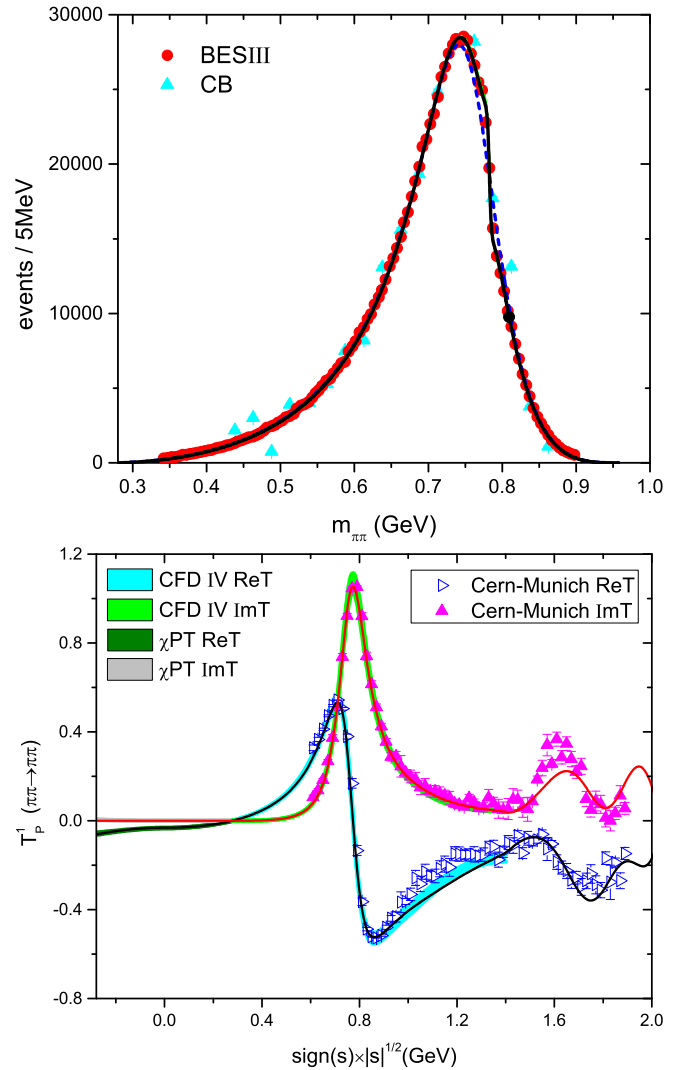 30000
20000
10000
0
events / 5MeV
BESIII
CB
0.3 0.4 0.5 0.6 0.7 0.8 0.9 1.0
mππ (GeV)
1.2
0.8
0.4
0.0
-0.4
-0.8
T¹P (ππ→ππ)
CFD IV ReT
CFD IV ImT
χPT ReT
χPT ImT
Cern-Munich ReT
Cern-Munich ImT
0.0 0.4 0.8 1.2 1.6 2.0
sign(s)×|s|^1/2(GeV)